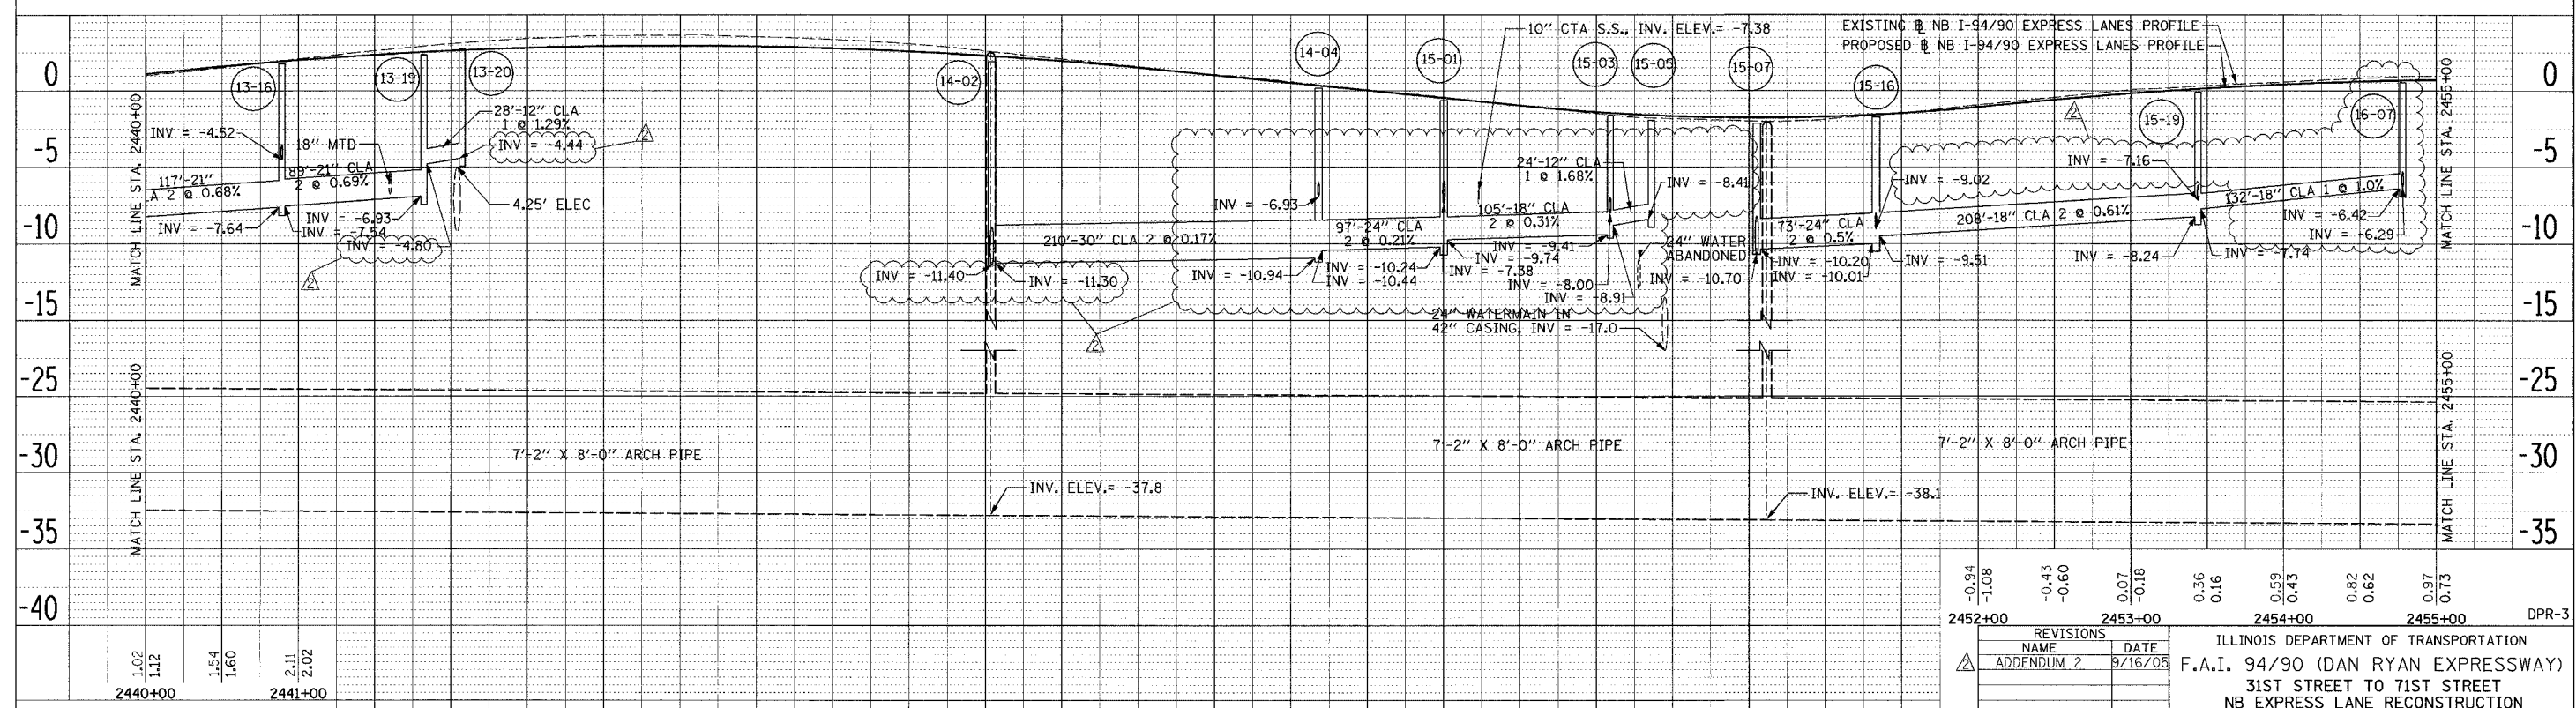 10" CTA S.S., INV. ELEV.= -7.38
EXISTING ⅊ NB I-94/90 EXPRESS LANES PROFILE
PROPOSED ⅊ NB I-94/90 EXPRESS LANES PROFILE
0
-5
-10
-15
-25
-30
-35
-40
MATCH LINE STA. 2440+00
MATCH LINE STA. 2440+00
13-16
13-19
13-20
14-02
14-04
15-01
15-03
15-05
15-07
15-16
15-19
16-07
INV = -4.52
18" MTD
28'-12" CLA
1 @ 1.29%
INV = -4.44
2
117'-21"
A 2 @ 0.68%
89'-21" CLA
2 @ 0.69%
4.25' ELEC
INV = -6.93
INV = -7.64
INV = -7.54
INV = -4.80
2
210'-30" CLA 2 @ 0.17%
INV = -11.40
INV = -11.30
2
INV = -6.93
INV = -10.94
97'-24" CLA
2 @ 0.21%
INV = -10.24
INV = -10.44
105'-18" CLA
2 @ 0.31%
INV = -9.41
INV = -9.74
INV = -7.38
INV = -8.00
INV = -8.91
24'-12" CLA
1 @ 1.68%
INV = -8.41
24" WATER
ABANDONED
24" WATERMAIN IN
42" CASING, INV = -17.0
INV = -10.70
73'-24" CLA
2 @ 0.5%
INV = -10.20
INV = -10.01
INV = -9.02
INV = -9.51
208'-18" CLA 2 @ 0.61%
2
INV = -7.16
INV = -8.24
INV = -7.74
132'-18" CLA 1 @ 1.0%
INV = -6.42
INV = -6.29
MATCH LINE STA. 2455+00
MATCH LINE STA. 2455+00
0
-5
-10
-15
-25
-30
-35
7'-2" X 8'-0" ARCH PIPE
7'-2" X 8'-0" ARCH PIPE
7'-2" X 8'-0" ARCH PIPE
INV. ELEV.= -37.8
INV. ELEV.= -38.1
1.02
1.12
1.54
1.60
2.11
2.02
2440+00
2441+00
-0.94
-1.08
-0.43
-0.60
0.07
-0.18
0.36
0.16
0.59
0.43
0.82
0.62
0.97
0.73
2452+00
2453+00
2454+00
2455+00
DPR-3
REVISIONS
NAME
DATE
2
ADDENDUM 2
9/16/05
ILLINOIS DEPARTMENT OF TRANSPORTATION
F.A.I. 94/90 (DAN RYAN EXPRESSWAY)
31ST STREET TO 71ST STREET
NB EXPRESS LANE RECONSTRUCTION